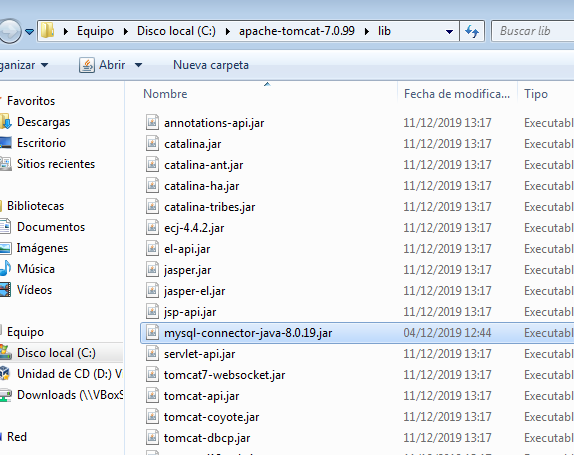 Equipo ▸ Disco local (C:) ▸ apache-tomcat-7.0.99 ▸ lib
Buscar lib
ganizar Abrir Nueva carpeta
Nombre Fecha de modifica... Tipo
Favoritos
Descargas
Escritorio
Sitios recientes
Bibliotecas
Documentos
Imágenes
Música
Vídeos
Equipo
Disco local (C:)
Unidad de CD (D:) V
Downloads (\\VBoxS
Red
annotations-api.jar 11/12/2019 13:17 Executabl
catalina.jar 11/12/2019 13:17 Executabl
catalina-ant.jar 11/12/2019 13:17 Executabl
catalina-ha.jar 11/12/2019 13:17 Executabl
catalina-tribes.jar 11/12/2019 13:17 Executabl
ecj-4.4.2.jar 11/12/2019 13:17 Executabl
el-api.jar 11/12/2019 13:17 Executabl
jasper.jar 11/12/2019 13:17 Executabl
jasper-el.jar 11/12/2019 13:17 Executabl
jsp-api.jar 11/12/2019 13:17 Executabl
mysql-connector-java-8.0.19.jar 04/12/2019 12:44 Executabl
servlet-api.jar 11/12/2019 13:17 Executabl
tomcat7-websocket.jar 11/12/2019 13:17 Executabl
tomcat-api.jar 11/12/2019 13:17 Executabl
tomcat-coyote.jar 11/12/2019 13:17 Executabl
tomcat-dbcp.jar 11/12/2019 13:17 Executabl